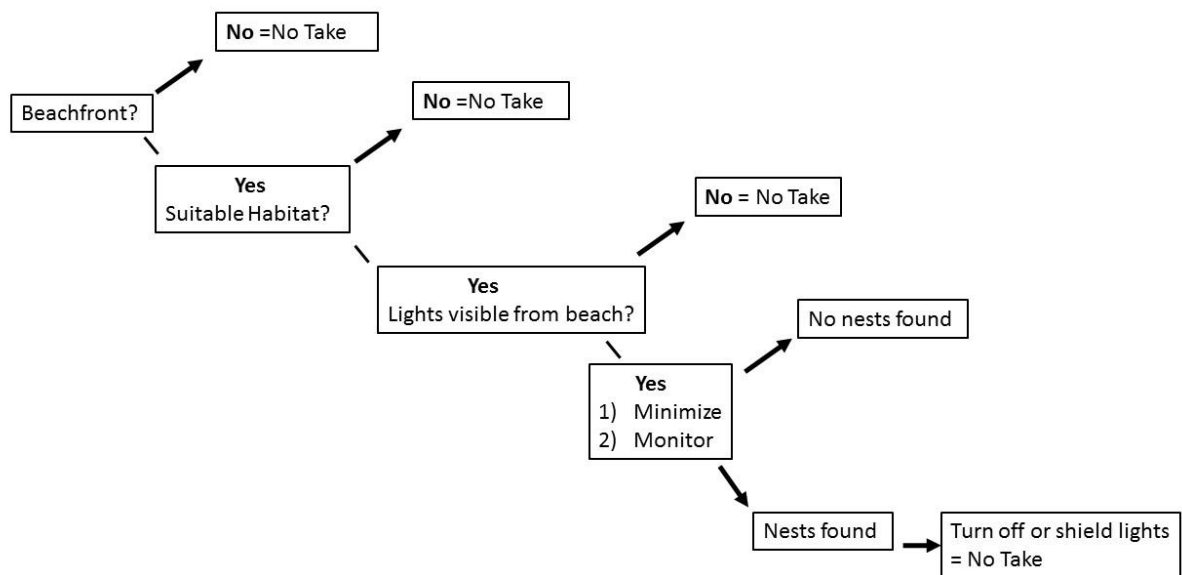 No =No Take
Beachfront?
No =No Take
Yes
Suitable Habitat?
No = No Take
Yes
Lights visible from beach?
No nests found
Yes
1) Minimize
2) Monitor
Nests found
Turn off or shield lights
= No Take